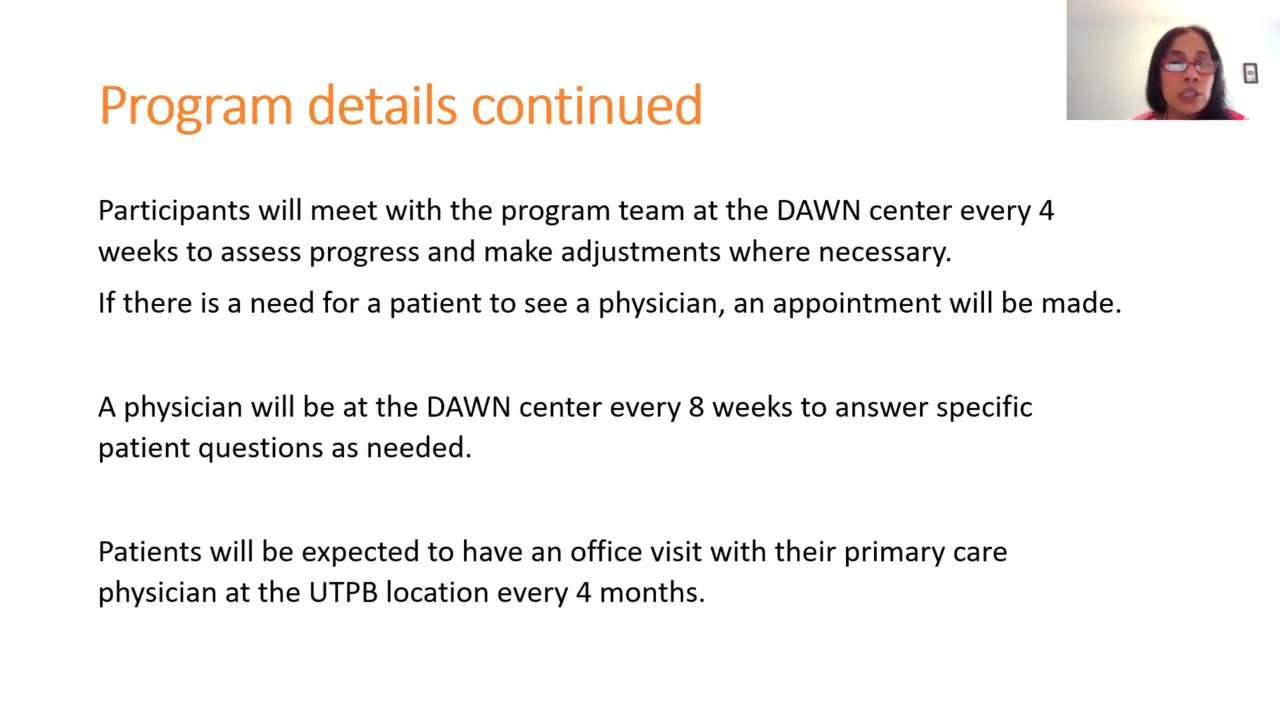 Program details continued
Participants will meet with the program team at the DAWN center every 4
weeks to assess progress and make adjustments where necessary.
If there is a need for a patient to see a physician, an appointment will be made.
A physician will be at the DAWN center every 8 weeks to answer specific
patient questions as needed.
Patients will be expected to have an office visit with their primary care
physician at the UTPB location every 4 months.